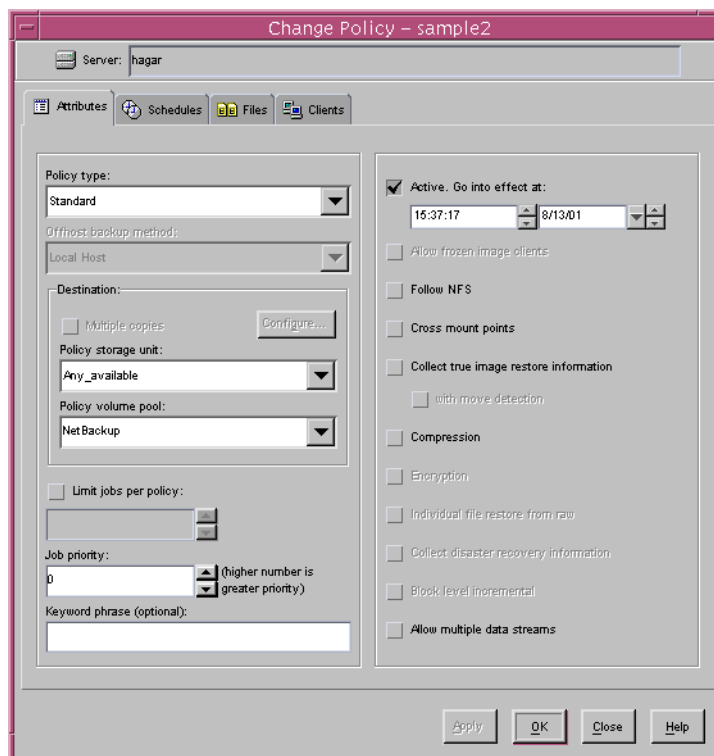 Change Policy – sample2
Server: hagar
Attributes Schedules Files Clients
Policy type:
Standard
Offhost backup method:
Local Host
Destination:
Multiple copies Configure...
Policy storage unit:
Any_available
Policy volume pool:
NetBackup
Limit jobs per policy:
Job priority:
0
(higher number is
greater priority)
Keyword phrase (optional):
Active. Go into effect at:
15:37:17 8/13/01
Allow frozen image clients
Follow NFS
Cross mount points
Collect true image restore information
with move detection
Compression
Encryption
Individual file restore from raw
Collect disaster recovery information
Block level incremental
Allow multiple data streams
Apply OK Close Help